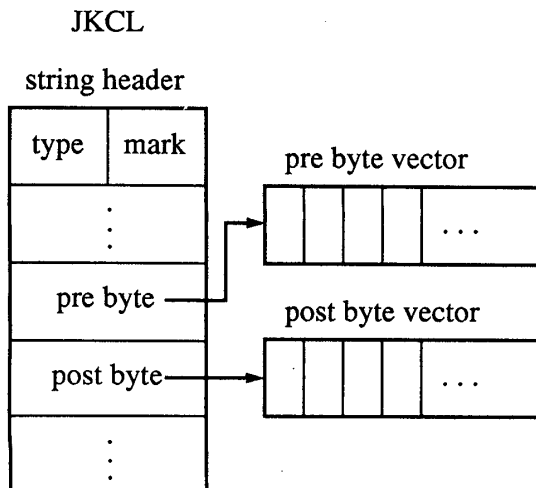 JKCL
string header
type mark
pre byte vector
⋮
...
pre byte
post byte vector
post byte
...
⋮